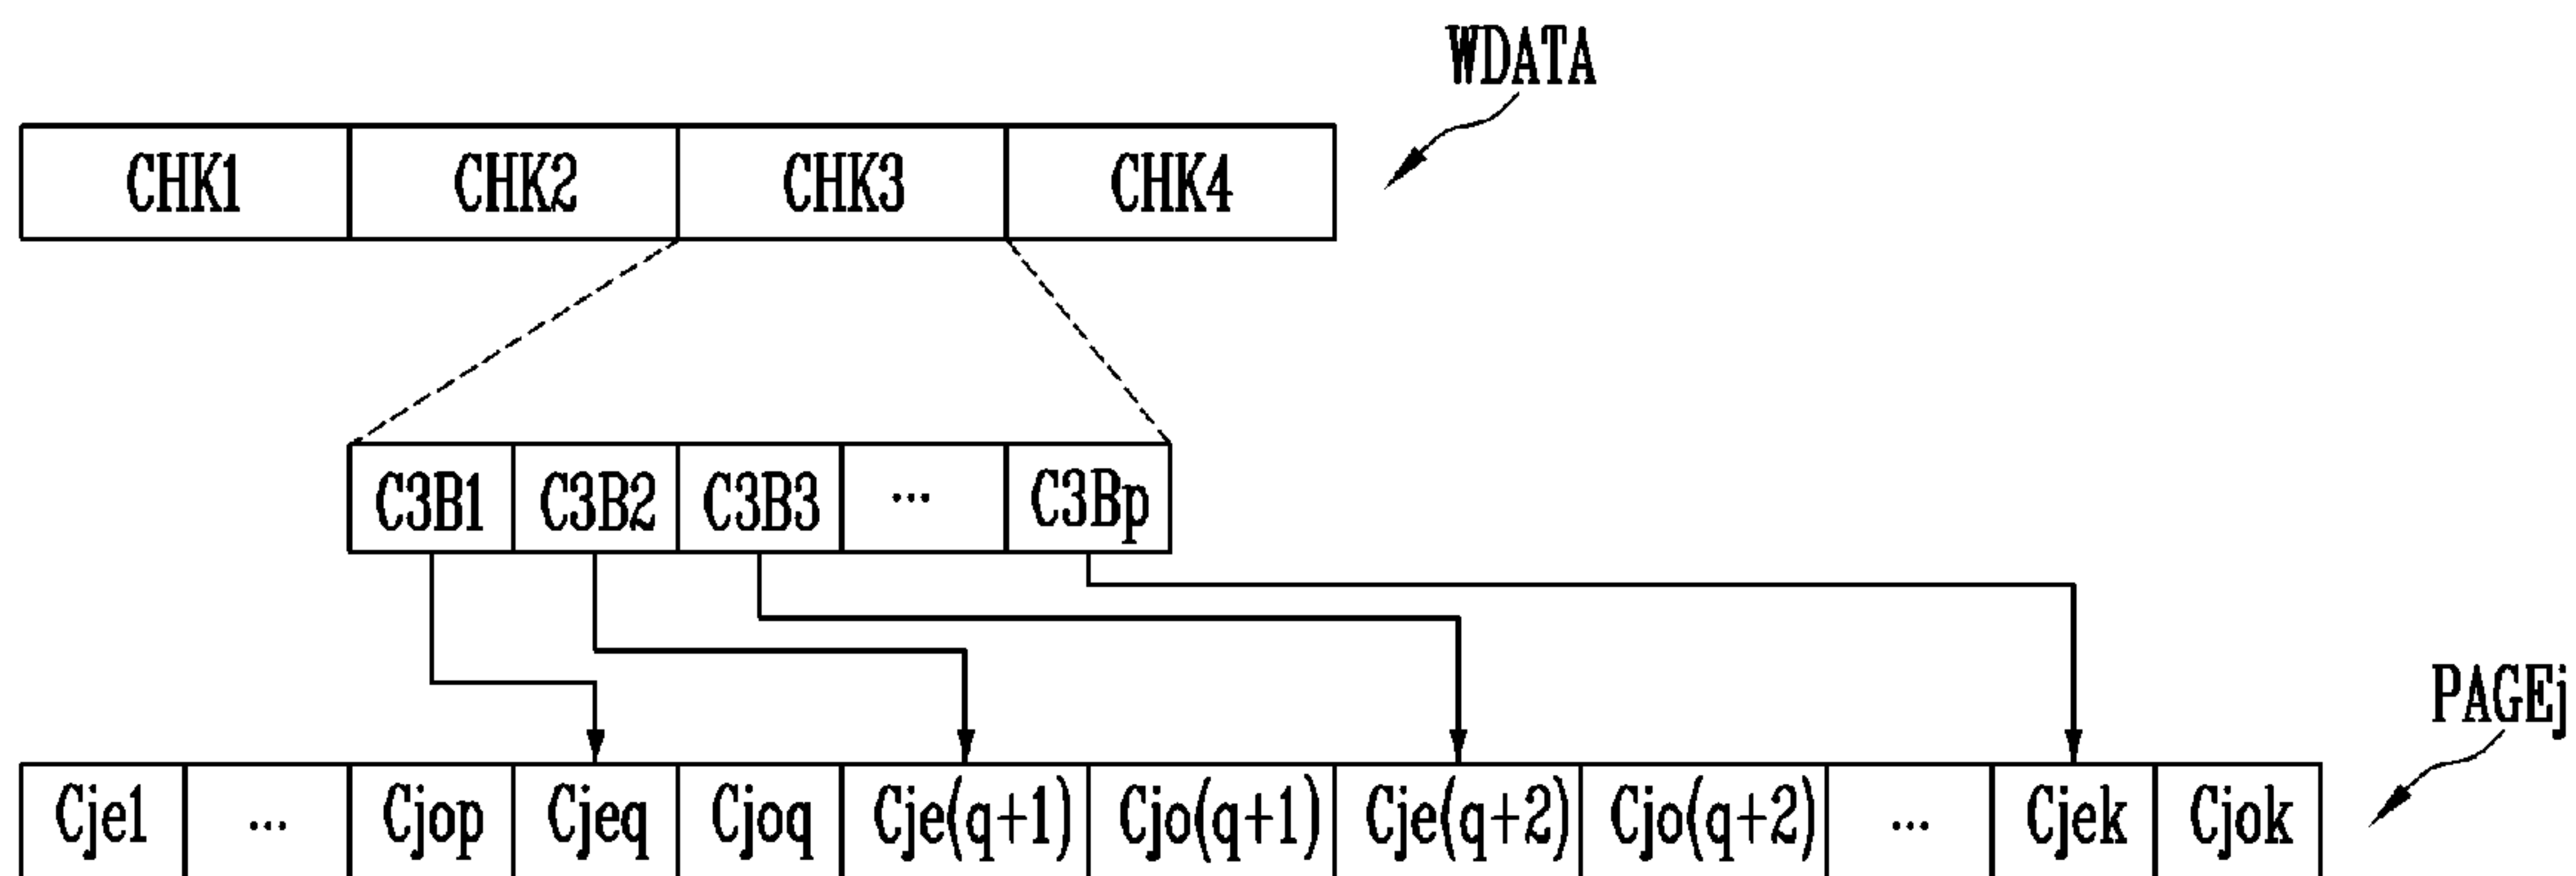 WDATA
CHK1 CHK2 CHK3 CHK4
C3B1 C3B2 C3B3 ... C3Bp
PAGEj
Cje1 ... Cjop Cjeq Cjoq Cje(q+1) Cjo(q+1) Cje(q+2) Cjo(q+2) ... Cjek Cjok